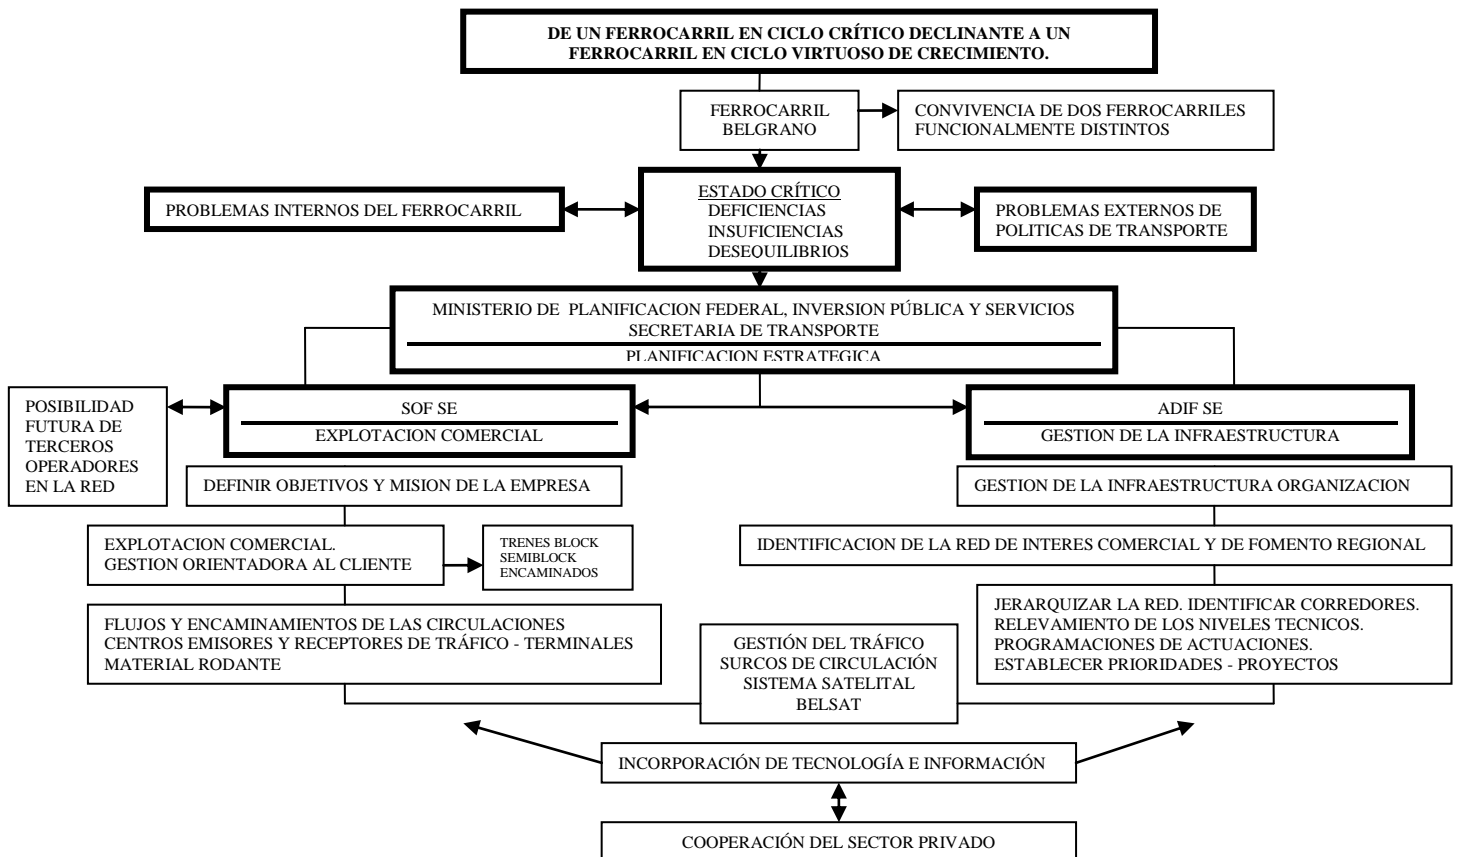 DE UN FERROCARRIL EN CICLO CRÍTICO DECLINANTE A UN
FERROCARRIL EN CICLO VIRTUOSO DE CRECIMIENTO.
FERROCARRIL
BELGRANO
CONVIVENCIA DE DOS FERROCARRILES
FUNCIONALMENTE DISTINTOS
PROBLEMAS INTERNOS DEL FERROCARRIL
ESTADO CRÍTICO
DEFICIENCIAS
INSUFICIENCIAS
DESEQUILIBRIOS
PROBLEMAS EXTERNOS DE
POLITICAS DE TRANSPORTE
MINISTERIO DE PLANIFICACION FEDERAL, INVERSION PÚBLICA Y SERVICIOS
SECRETARIA DE TRANSPORTE
PLANIFICACION ESTRATEGICA
POSIBILIDAD
FUTURA DE
TERCEROS
OPERADORES
EN LA RED
SOF SE
EXPLOTACION COMERCIAL
ADIF SE
GESTION DE LA INFRAESTRUCTURA
DEFINIR OBJETIVOS Y MISION DE LA EMPRESA
GESTION DE LA INFRAESTRUCTURA ORGANIZACION
EXPLOTACION COMERCIAL.
GESTION ORIENTADORA AL CLIENTE
TRENES BLOCK
SEMIBLOCK
ENCAMINADOS
IDENTIFICACION DE LA RED DE INTERES COMERCIAL Y DE FOMENTO REGIONAL
FLUJOS Y ENCAMINAMIENTOS DE LAS CIRCULACIONES
CENTROS EMISORES Y RECEPTORES DE TRÁFICO - TERMINALES
MATERIAL RODANTE
GESTIÓN DEL TRÁFICO
SURCOS DE CIRCULACIÓN
SISTEMA SATELITAL
BELSAT
JERARQUIZAR LA RED. IDENTIFICAR CORREDORES.
RELEVAMIENTO DE LOS NIVELES TECNICOS.
PROGRAMACIONES DE ACTUACIONES.
ESTABLECER PRIORIDADES - PROYECTOS
INCORPORACIÓN DE TECNOLOGÍA E INFORMACIÓN
COOPERACIÓN DEL SECTOR PRIVADO